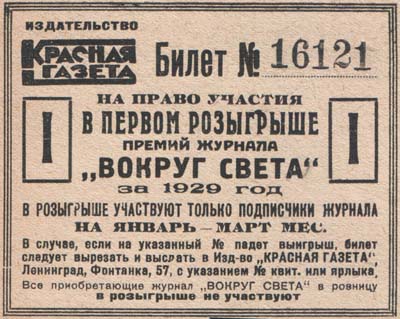 ИЗДАТЕЛЬСТВО
КРАСНАЯ
ГАЗЕТА
Билет № 16121
НА ПРАВО УЧАСТИЯ
В ПЕРВОМ РОЗЫГРЫШЕ
ПРЕМИЙ ЖУРНАЛА
I
I
„ВОКРУГ СВЕТА“
за 1929 год
В РОЗЫГРЫШЕ УЧАСТВУЮТ ТОЛЬКО ПОДПИСЧИКИ ЖУРНАЛА
НА ЯНВАРЬ—МАРТ МЕС.
В случае, если на указанный № падет выигрыш, билет
следует вырезать и выслать в Изд-во „КРАСНАЯ ГАЗЕТА“,
Ленинград, Фонтанка, 57, с указанием № квит. или ярлыка,
Все приобретающие журнал „ВОКРУГ СВЕТА“ в розницу
в розыгрыше не участвуют